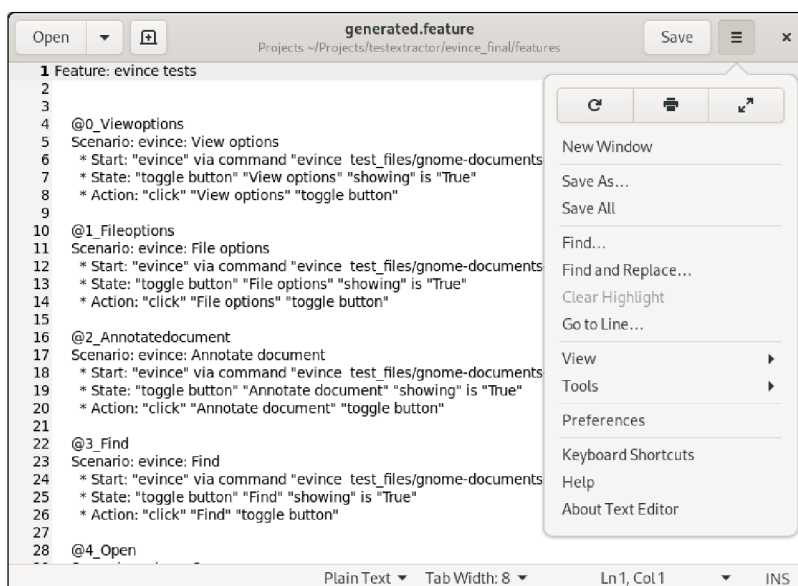 Open
generated.feature
Projects ~/Projects/testextractor/evince_final/features
Save
1 Feature: evince tests
2
3
4 @0_Viewoptions
5 Scenario: evince: View options
6 * Start: "evince" via command "evince test_files/gnome-documents
7 * State: "toggle button" "View options" "showing" is "True"
8 * Action: "click" "View options" "toggle button"
9
10 @1_Fileoptions
11 Scenario: evince: File options
12 * Start: "evince" via command "evince test_files/gnome-documents
13 * State: "toggle button" "File options" "showing" is "True"
14 * Action: "click" "File options" "toggle button"
15
16 @2_Annotatedocument
17 Scenario: evince: Annotate document
18 * Start: "evince" via command "evince test_files/gnome-documents
19 * State: "toggle button" "Annotate document" "showing" is "True"
20 * Action: "click" "Annotate document" "toggle button"
21
22 @3_Find
23 Scenario: evince: Find
24 * Start: "evince" via command "evince test_files/gnome-documents
25 * State: "toggle button" "Find" "showing" is "True"
26 * Action: "click" "Find" "toggle button"
27
28 @4_Open
New Window
Save As...
Save All
Find...
Find and Replace...
Clear Highlight
Go to Line...
View
Tools
Preferences
Keyboard Shortcuts
Help
About Text Editor
Plain Text
Tab Width: 8
Ln 1, Col 1
INS